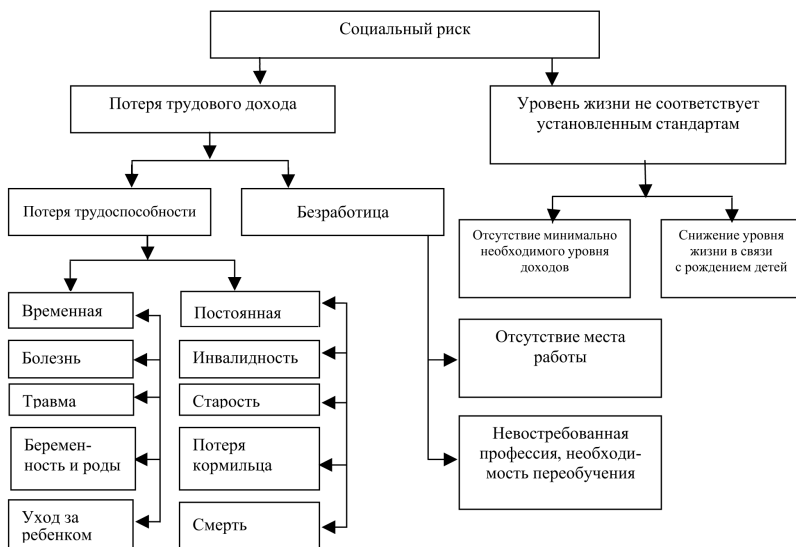 Социальный риск
Потеря трудового дохода
Уровень жизни не соответствует
установленным стандартам
Потеря трудоспособности
Безработица
Отсутствие минимально
необходимого уровня
доходов
Снижение уровня
жизни в связи
с рождением детей
Временная
Постоянная
Болезнь
Инвалидность
Отсутствие места
работы
Травма
Старость
Беремен-
ность и роды
Потеря
кормильца
Невостребованная
профессия, необходи-
мость переобучения
Уход за
ребенком
Смерть